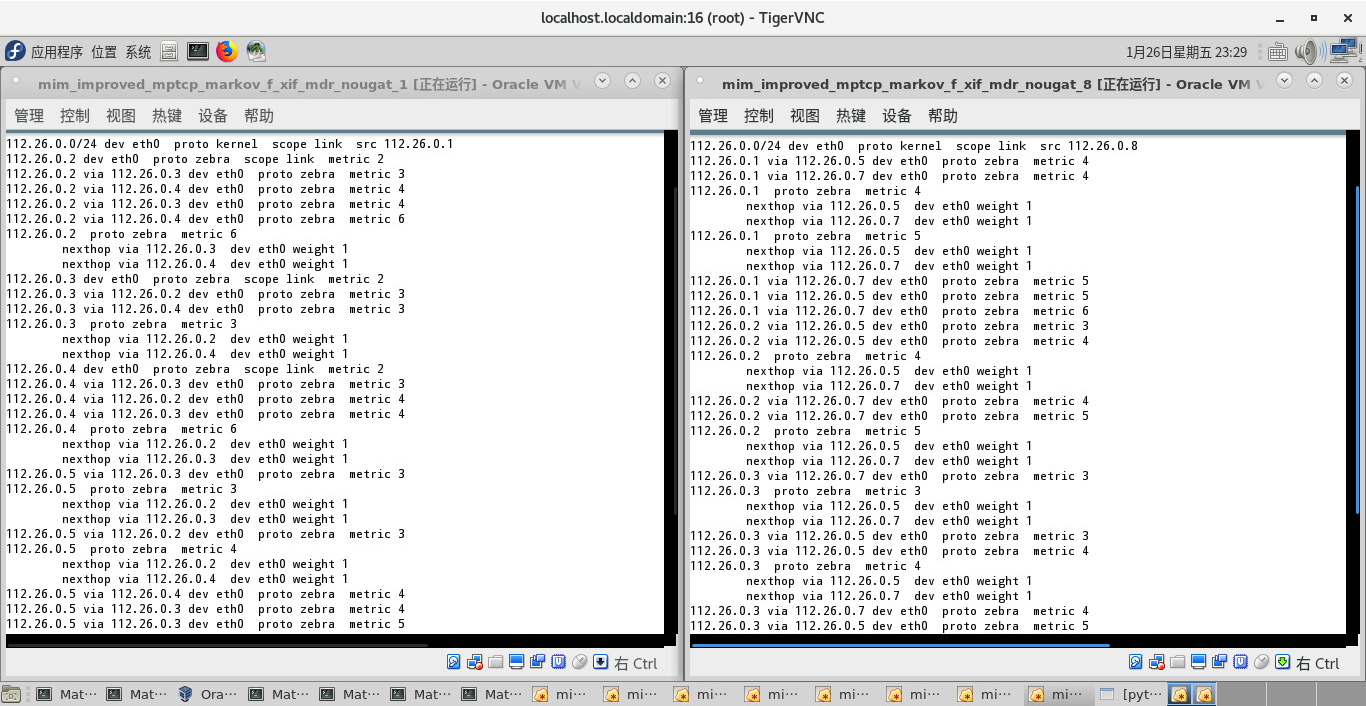 localhost.localdomain:16 (root) - TigerVNC
应用程序 位置 系统 1月26日星期五 23:29
mim_improved_mptcp_markov_f_xif_mdr_nougat_1 [正在运行] - Oracle VM
管理 控制 视图 热键 设备 帮助
112.26.0.0/24 dev eth0 proto kernel scope link src 112.26.0.1
112.26.0.2 dev eth0 proto zebra scope link metric 2
112.26.0.2 via 112.26.0.3 dev eth0 proto zebra metric 3
112.26.0.2 via 112.26.0.4 dev eth0 proto zebra metric 4
112.26.0.2 via 112.26.0.3 dev eth0 proto zebra metric 4
112.26.0.2 via 112.26.0.4 dev eth0 proto zebra metric 6
112.26.0.2 proto zebra metric 6
nexthop via 112.26.0.3 dev eth0 weight 1
nexthop via 112.26.0.4 dev eth0 weight 1
112.26.0.3 dev eth0 proto zebra scope link metric 2
112.26.0.3 via 112.26.0.2 dev eth0 proto zebra metric 3
112.26.0.3 via 112.26.0.4 dev eth0 proto zebra metric 3
112.26.0.3 proto zebra metric 3
nexthop via 112.26.0.2 dev eth0 weight 1
nexthop via 112.26.0.4 dev eth0 weight 1
112.26.0.4 dev eth0 proto zebra scope link metric 2
112.26.0.4 via 112.26.0.3 dev eth0 proto zebra metric 3
112.26.0.4 via 112.26.0.2 dev eth0 proto zebra metric 4
112.26.0.4 via 112.26.0.3 dev eth0 proto zebra metric 4
112.26.0.4 proto zebra metric 6
nexthop via 112.26.0.2 dev eth0 weight 1
nexthop via 112.26.0.3 dev eth0 weight 1
112.26.0.5 via 112.26.0.3 dev eth0 proto zebra metric 3
112.26.0.5 proto zebra metric 3
nexthop via 112.26.0.2 dev eth0 weight 1
nexthop via 112.26.0.3 dev eth0 weight 1
112.26.0.5 via 112.26.0.2 dev eth0 proto zebra metric 3
112.26.0.5 proto zebra metric 4
nexthop via 112.26.0.2 dev eth0 weight 1
nexthop via 112.26.0.4 dev eth0 weight 1
112.26.0.5 via 112.26.0.4 dev eth0 proto zebra metric 4
112.26.0.5 via 112.26.0.3 dev eth0 proto zebra metric 4
112.26.0.5 via 112.26.0.3 dev eth0 proto zebra metric 5
右 Ctrl
mim_improved_mptcp_markov_f_xif_mdr_nougat_8 [正在运行] - Oracle VM
管理 控制 视图 热键 设备 帮助
112.26.0.0/24 dev eth0 proto kernel scope link src 112.26.0.8
112.26.0.1 via 112.26.0.5 dev eth0 proto zebra metric 4
112.26.0.1 via 112.26.0.7 dev eth0 proto zebra metric 4
112.26.0.1 proto zebra metric 4
nexthop via 112.26.0.5 dev eth0 weight 1
nexthop via 112.26.0.7 dev eth0 weight 1
112.26.0.1 proto zebra metric 5
nexthop via 112.26.0.5 dev eth0 weight 1
nexthop via 112.26.0.7 dev eth0 weight 1
112.26.0.1 via 112.26.0.7 dev eth0 proto zebra metric 5
112.26.0.1 via 112.26.0.5 dev eth0 proto zebra metric 5
112.26.0.1 via 112.26.0.7 dev eth0 proto zebra metric 6
112.26.0.2 via 112.26.0.5 dev eth0 proto zebra metric 3
112.26.0.2 via 112.26.0.5 dev eth0 proto zebra metric 4
112.26.0.2 proto zebra metric 4
nexthop via 112.26.0.5 dev eth0 weight 1
nexthop via 112.26.0.7 dev eth0 weight 1
112.26.0.2 via 112.26.0.7 dev eth0 proto zebra metric 4
112.26.0.2 via 112.26.0.7 dev eth0 proto zebra metric 5
112.26.0.2 proto zebra metric 5
nexthop via 112.26.0.5 dev eth0 weight 1
nexthop via 112.26.0.7 dev eth0 weight 1
112.26.0.3 via 112.26.0.7 dev eth0 proto zebra metric 3
112.26.0.3 proto zebra metric 3
nexthop via 112.26.0.5 dev eth0 weight 1
nexthop via 112.26.0.7 dev eth0 weight 1
112.26.0.3 via 112.26.0.5 dev eth0 proto zebra metric 3
112.26.0.3 via 112.26.0.5 dev eth0 proto zebra metric 4
112.26.0.3 proto zebra metric 4
nexthop via 112.26.0.5 dev eth0 weight 1
nexthop via 112.26.0.7 dev eth0 weight 1
112.26.0.3 via 112.26.0.7 dev eth0 proto zebra metric 4
112.26.0.3 via 112.26.0.5 dev eth0 proto zebra metric 5
右 Ctrl
Mat… Mat… Ora… Mat… Mat… Mat… Mat… mi… mi… mi… mi… mi… mi… mi… mi… [pyt…